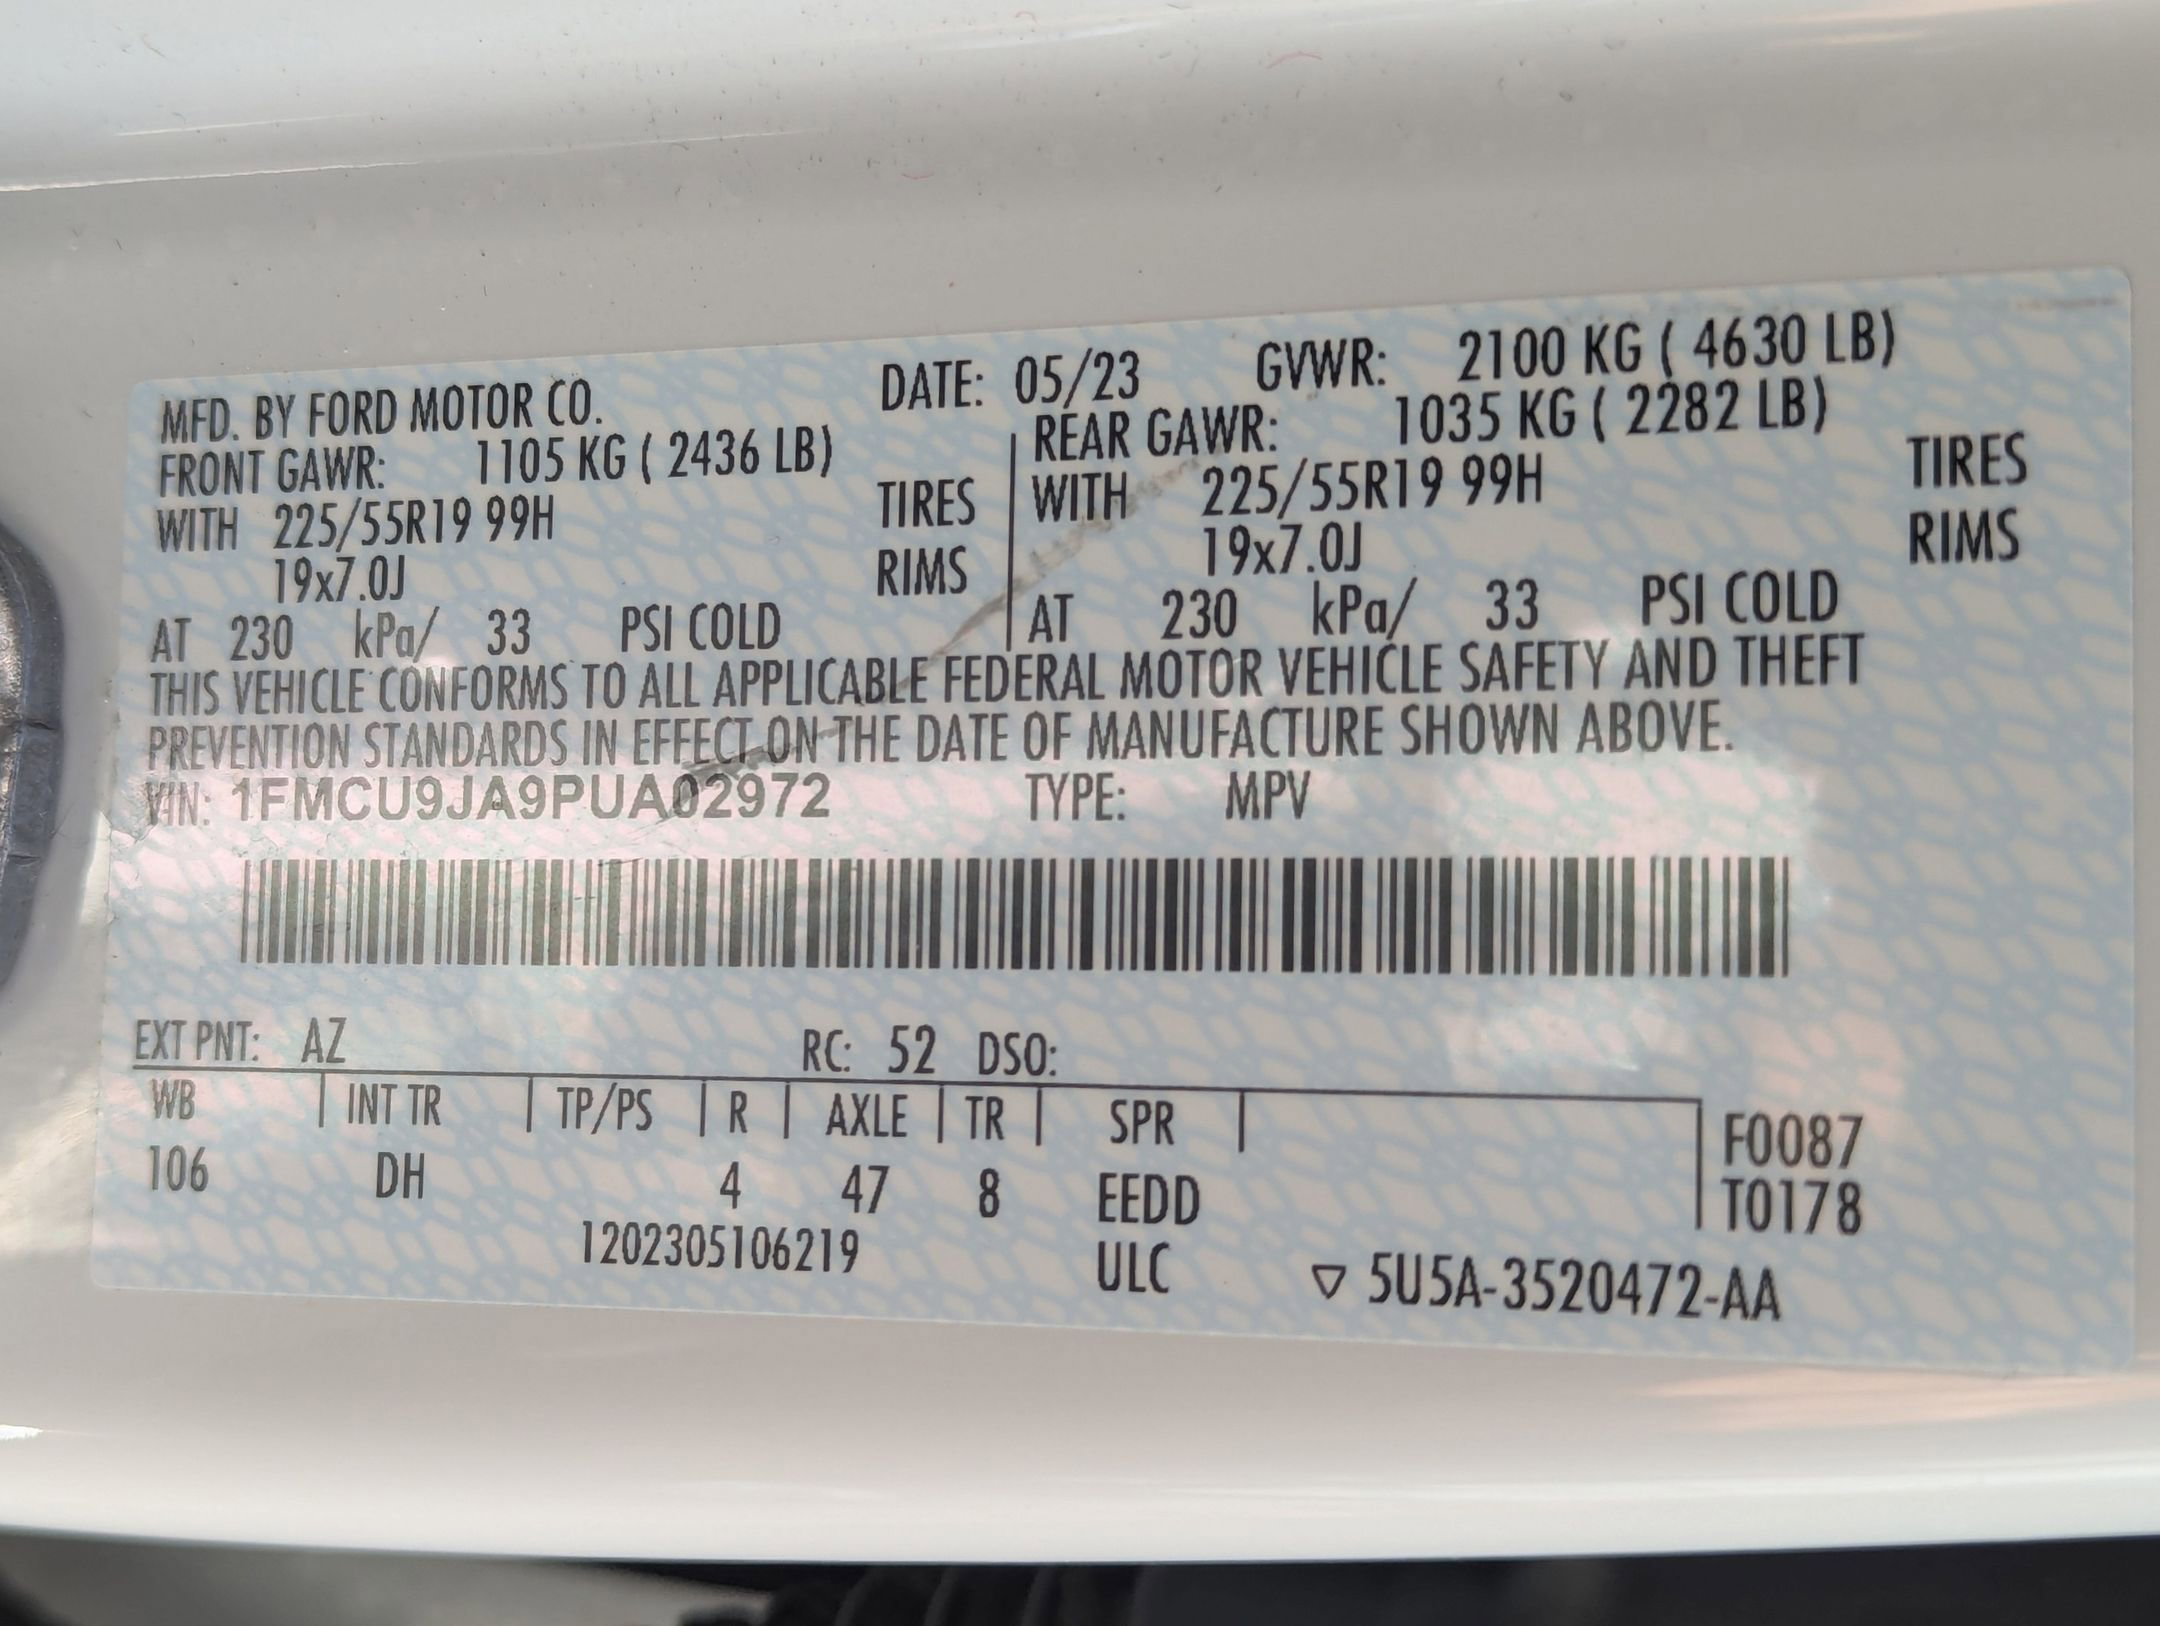 MFD. BY FORD MOTOR CO. DATE: 05/23 GVWR: 2100 KG ( 4630 LB)
FRONT GAWR: 1105 KG ( 2436 LB) REAR GAWR: 1035 KG ( 2282 LB)
WITH 225/55R19 99H TIRES WITH 225/55R19 99H TIRES
19x7.0J RIMS 19x7.0J RIMS
AT 230 kPa/ 33 PSI COLD AT 230 kPa/ 33 PSI COLD
THIS VEHICLE CONFORMS TO ALL APPLICABLE FEDERAL MOTOR VEHICLE SAFETY AND THEFT
PREVENTION STANDARDS IN EFFECT ON THE DATE OF MANUFACTURE SHOWN ABOVE.
VIN: 1FMCU9JA9PUA02972 TYPE: MPV
EXT PNT: AZ RC: 52 DSO:
WB | INT TR | TP/PS | R | AXLE | TR | SPR | F0087
106 DH 4 47 8 EEDD T0178
1202305106219 ULC ▽ 5U5A-3520472-AA